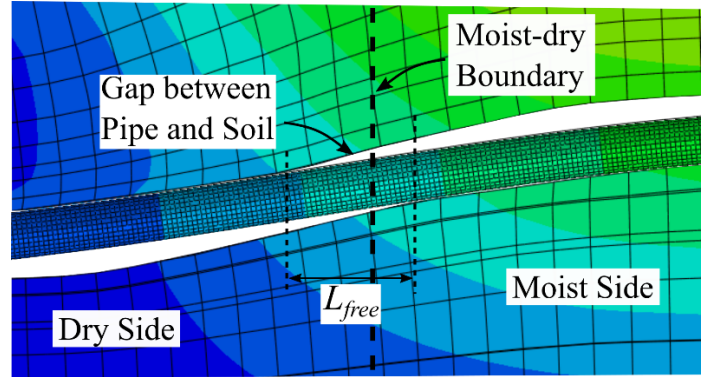 Moist-dry
Boundary
Gap between
Pipe and Soil
L_free
Moist Side
Dry Side